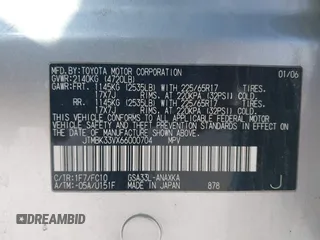 MFD.BY:TOYOTA MOTOR CORPORATION 01/06
GVWR:2140KG (4720LB)
GAWR:FRT. 1145KG (2535LB) WITH 225/65R17 TIRES.
17X7J RIMS. AT 220KPA (32PSI) COLD.
RR. 1145KG (2535LB) WITH 225/65R17 TIRES.
17X7J RIMS. AT 220KPA (32PSI) COLD.
THIS VEHICLE CONFORMS TO ALL APPLICABLE FEDERAL
MOTOR VEHICLE SAFETY STANDARDS IN EFFECT ON
THE DATE OF MANUFACTURE SHOWN ABOVE.
JTMBK33VX66000704 MPV
C/TR:1F7/FC10 GSA33L-ANAXKA
A/TM:-05A/U151F MADE IN JAPAN 878 J
© DREAMBID
DREAMBID.COM